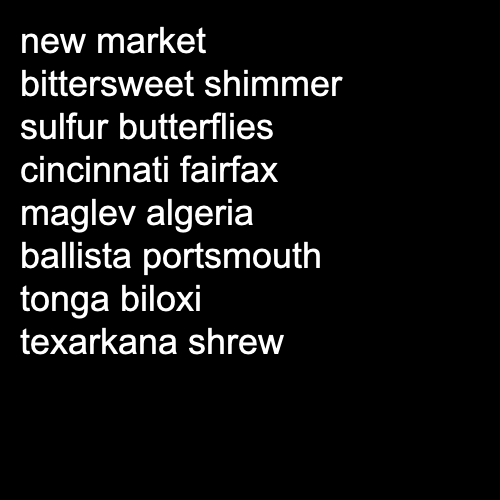 new market
bittersweet shimmer
sulfur butterflies
cincinnati fairfax
maglev algeria
ballista portsmouth
tonga biloxi
texarkana shrew